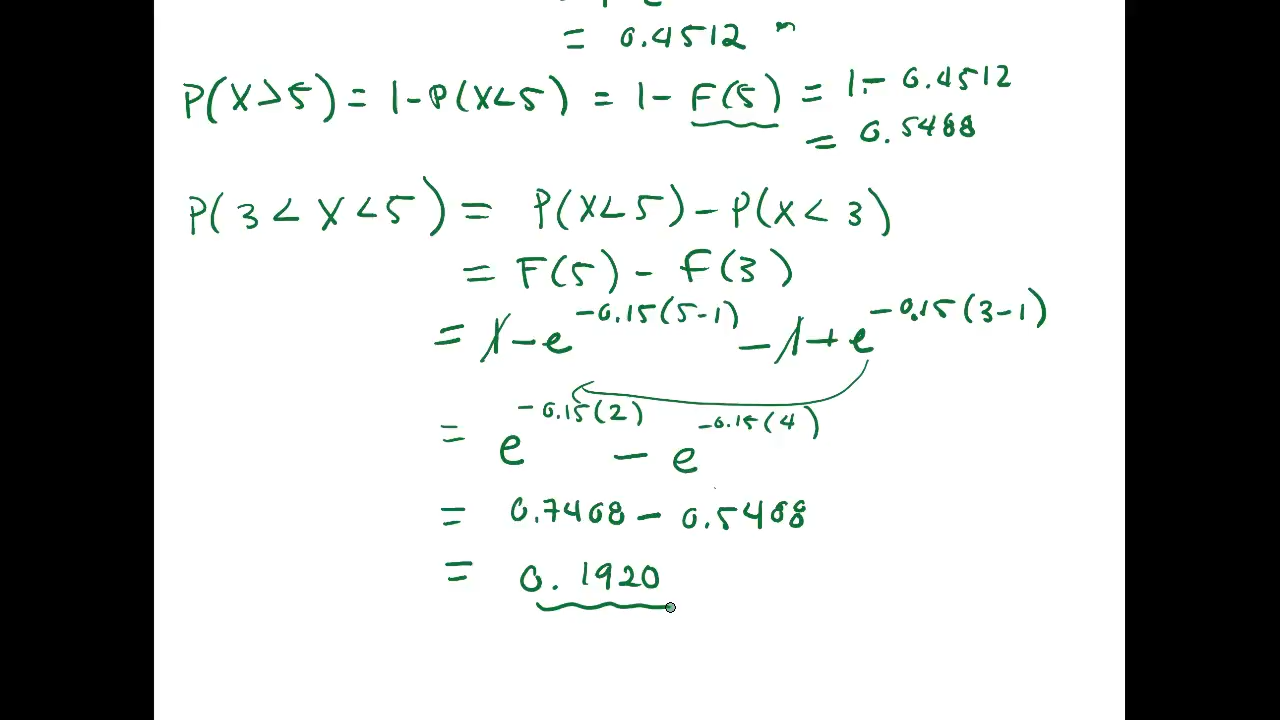 = 0.4512
P(X>5) = 1-P(X<5) = 1- F(5) = 1- 0.4512
= 0.5488
P(3<X<5) = P(X<5) - P(X<3)
= F(5) - F(3)
= 1-e^{-0.15(5-1)} - 1+e^{-0.15(3-1)}
= e^{-0.15(2)} - e^{-0.15(4)}
= 0.7408 - 0.5488
= 0.1920